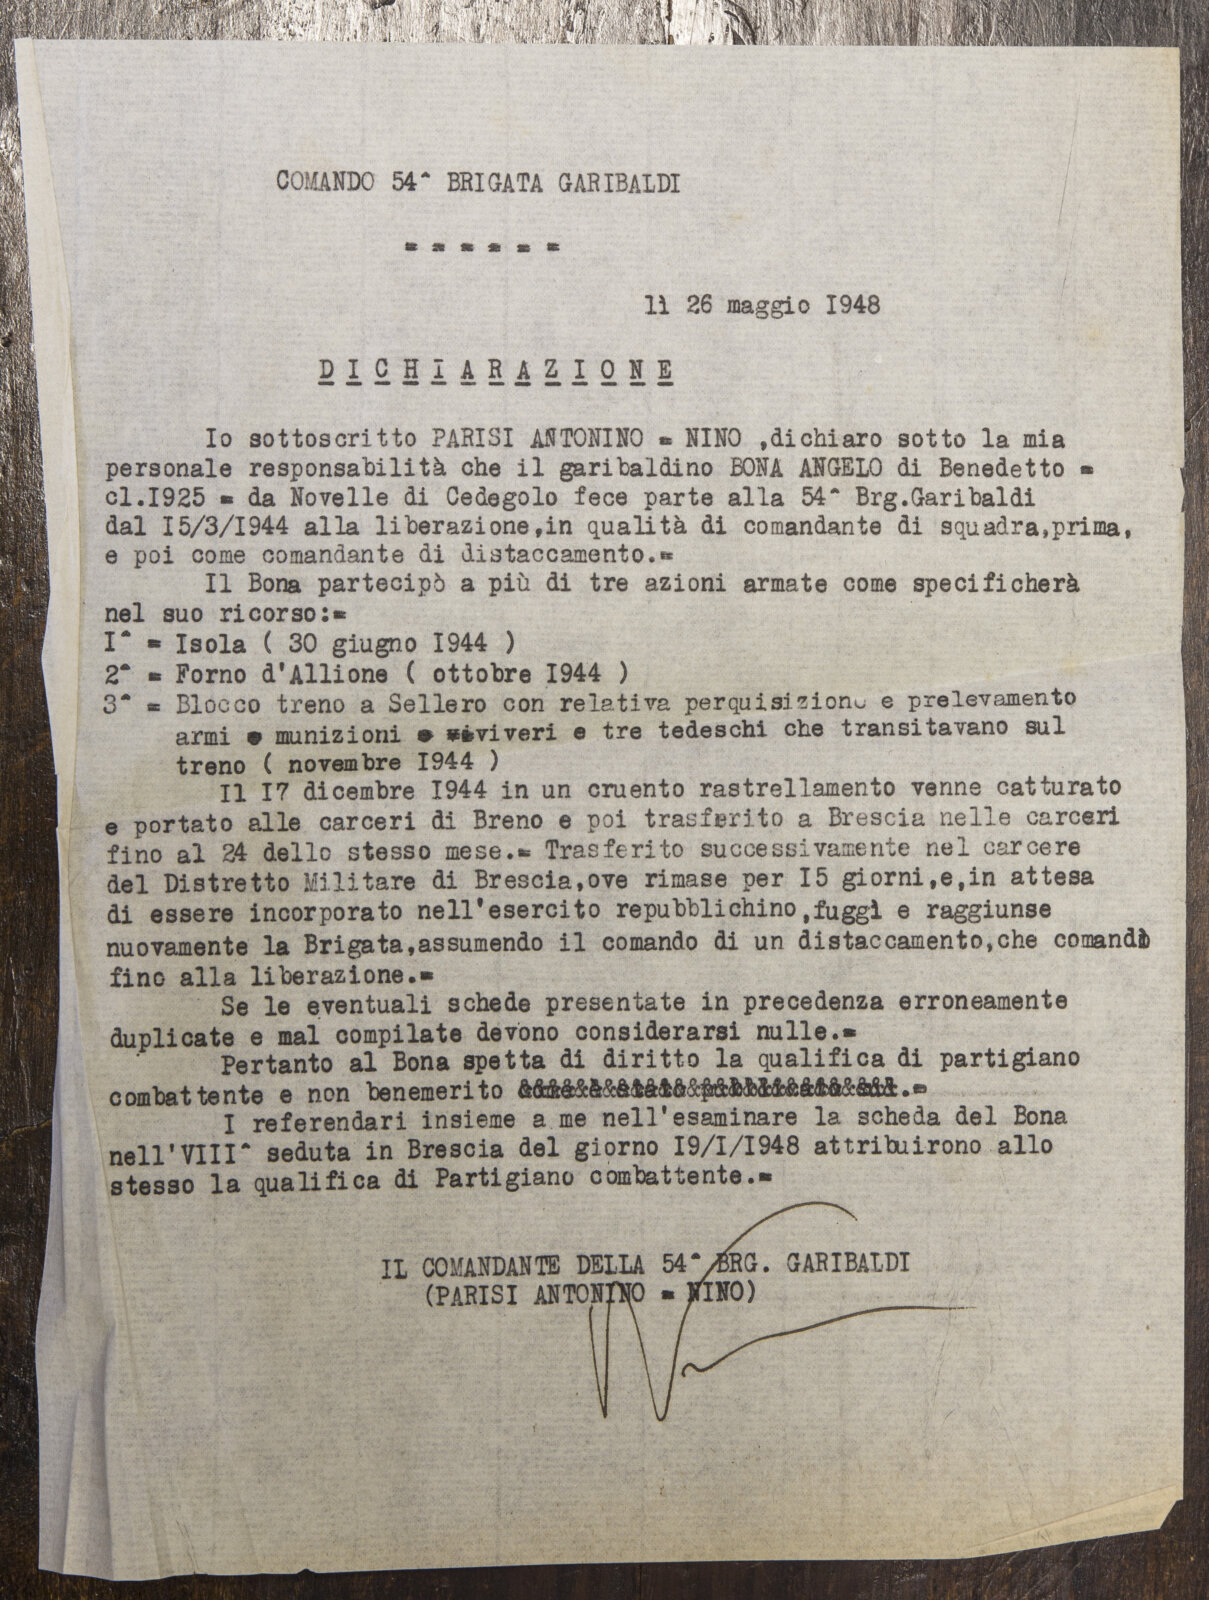 COMANDO 54^ BRIGATA GARIBALDI
= = = = = =
lì 26 maggio I948
D I C H I A R A Z I O N E
Io sottoscritto PARISI ANTONINO = NINO ,dichiaro sotto la mia
personale responsabilità che il garibaldino BONA ANGELO di Benedetto =
cl.I925 = da Novelle di Cedegolo fece parte alla 54^ Brg.Garibaldi
dal I5/3/I944 alla liberazione,in qualità di comandante di squadra,prima,
e poi come comandante di distaccamento.=
Il Bona partecipò a più di tre azioni armate come specificherà
nel suo ricorso:=
I^ = Isola ( 30 giugno I944 )
2^ = Forno d'Allione ( ottobre I944 )
3^ = Blocco treno a Sellero con relativa perquisizione e prelevamento
armi e munizioni e viveri e tre tedeschi che transitavano sul
treno ( novembre I944 )
Il I7 dicembre I944 in un cruento rastrellamento venne catturato
e portato alle carceri di Breno e poi trasferito a Brescia nelle carceri
fino al 24 dello stesso mese.= Trasferito successivamente nel carcere
del Distretto Militare di Brescia,ove rimase per I5 giorni,e,in attesa
di essere incorporato nell'esercito repubblichino,fuggì e raggiunse
nuovamente la Brigata,assumendo il comando di un distaccamento,che comandò
fino alla liberazione.=
Se le eventuali schede presentate in precedenza erroneamente
duplicate e mal compilate devono considerarsi nulle.=
Pertanto al Bona spetta di diritto la qualifica di partigiano
combattente e non benemerito come è stato pubblicato sul.=
I referendari insieme a me nell'esaminare la scheda del Bona
nell'VIII^ seduta in Brescia del giorno I9/I/I948 attribuirono allo
stesso la qualifica di Partigiano combattente.=
IL COMANDANTE DELLA 54^ BRG. GARIBALDI
(PARISI ANTONINO = NINO)